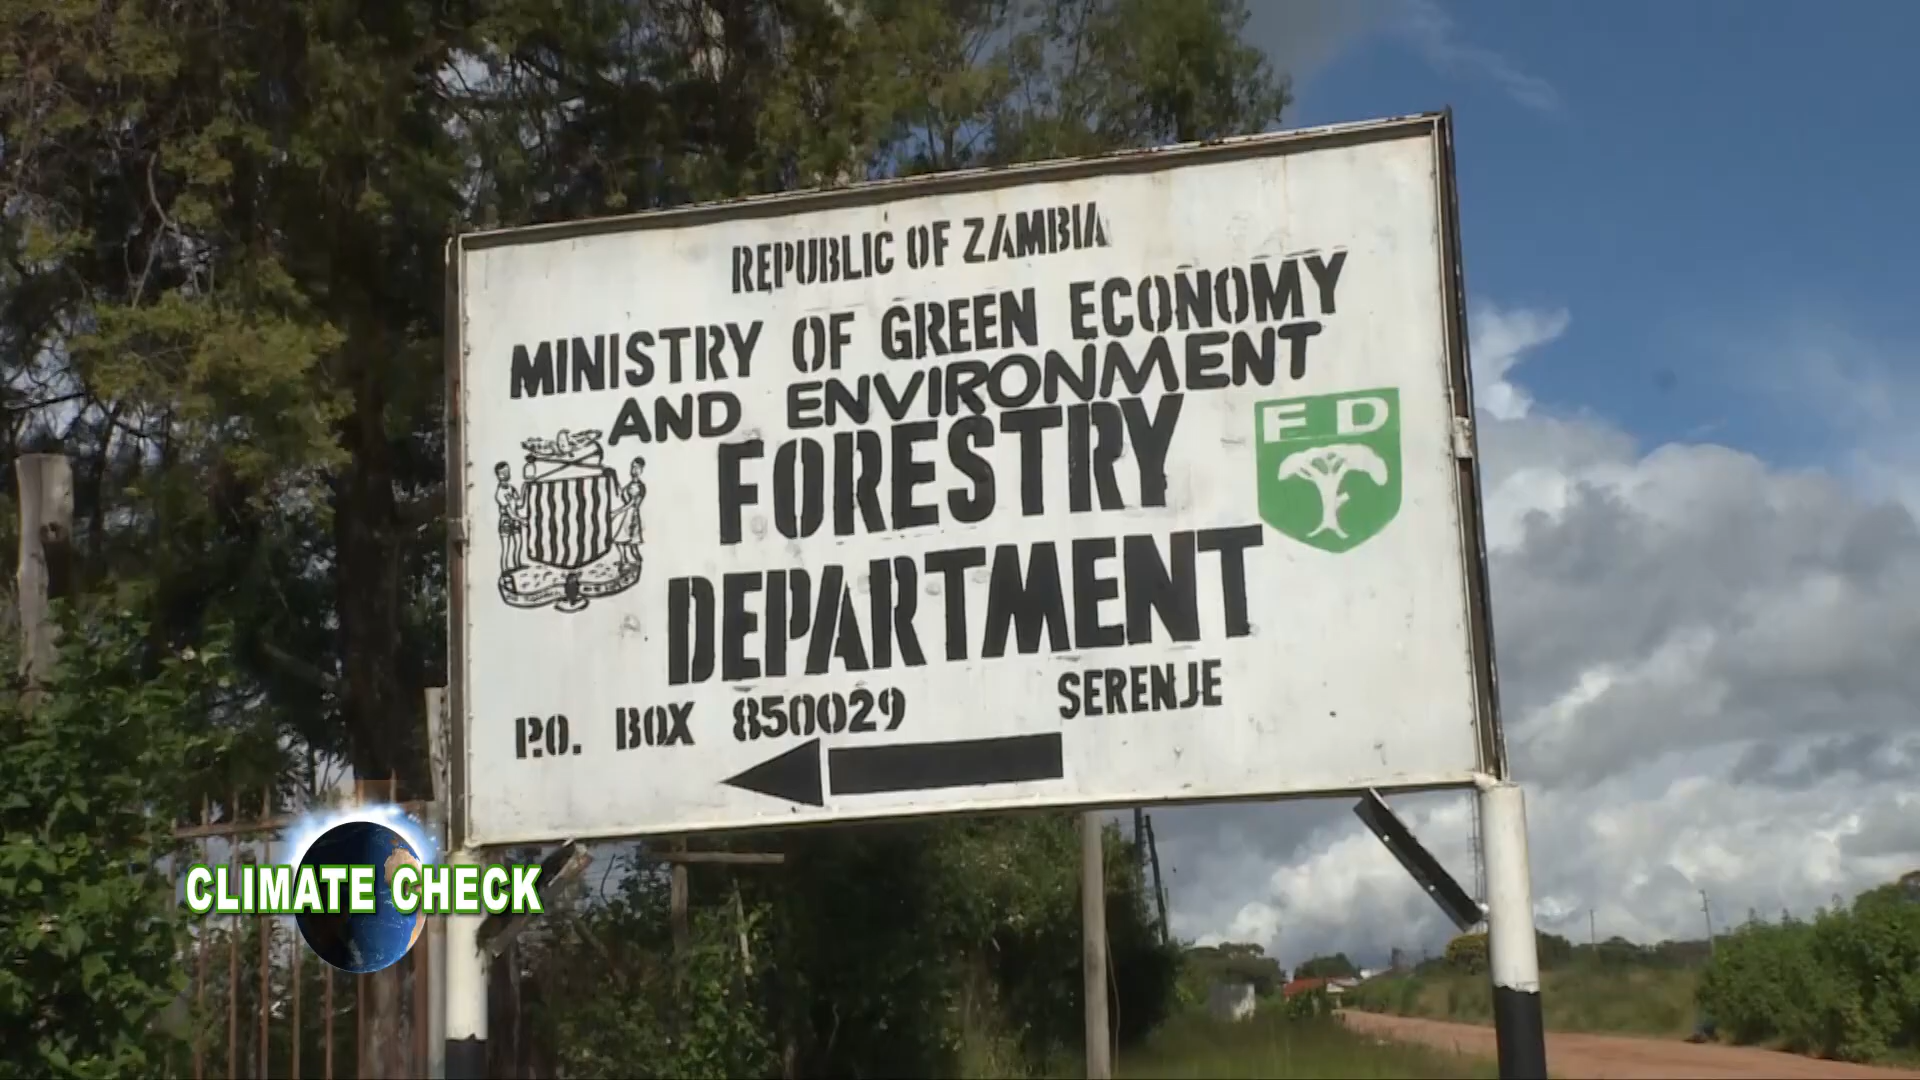 REPUBLIC OF ZAMBIA
MINISTRY OF GREEN ECONOMY
AND ENVIRONMENT
FORESTRY
FD
DEPARTMENT
P.O. BOX 850029 SERENJE
CLIMATE CHECK